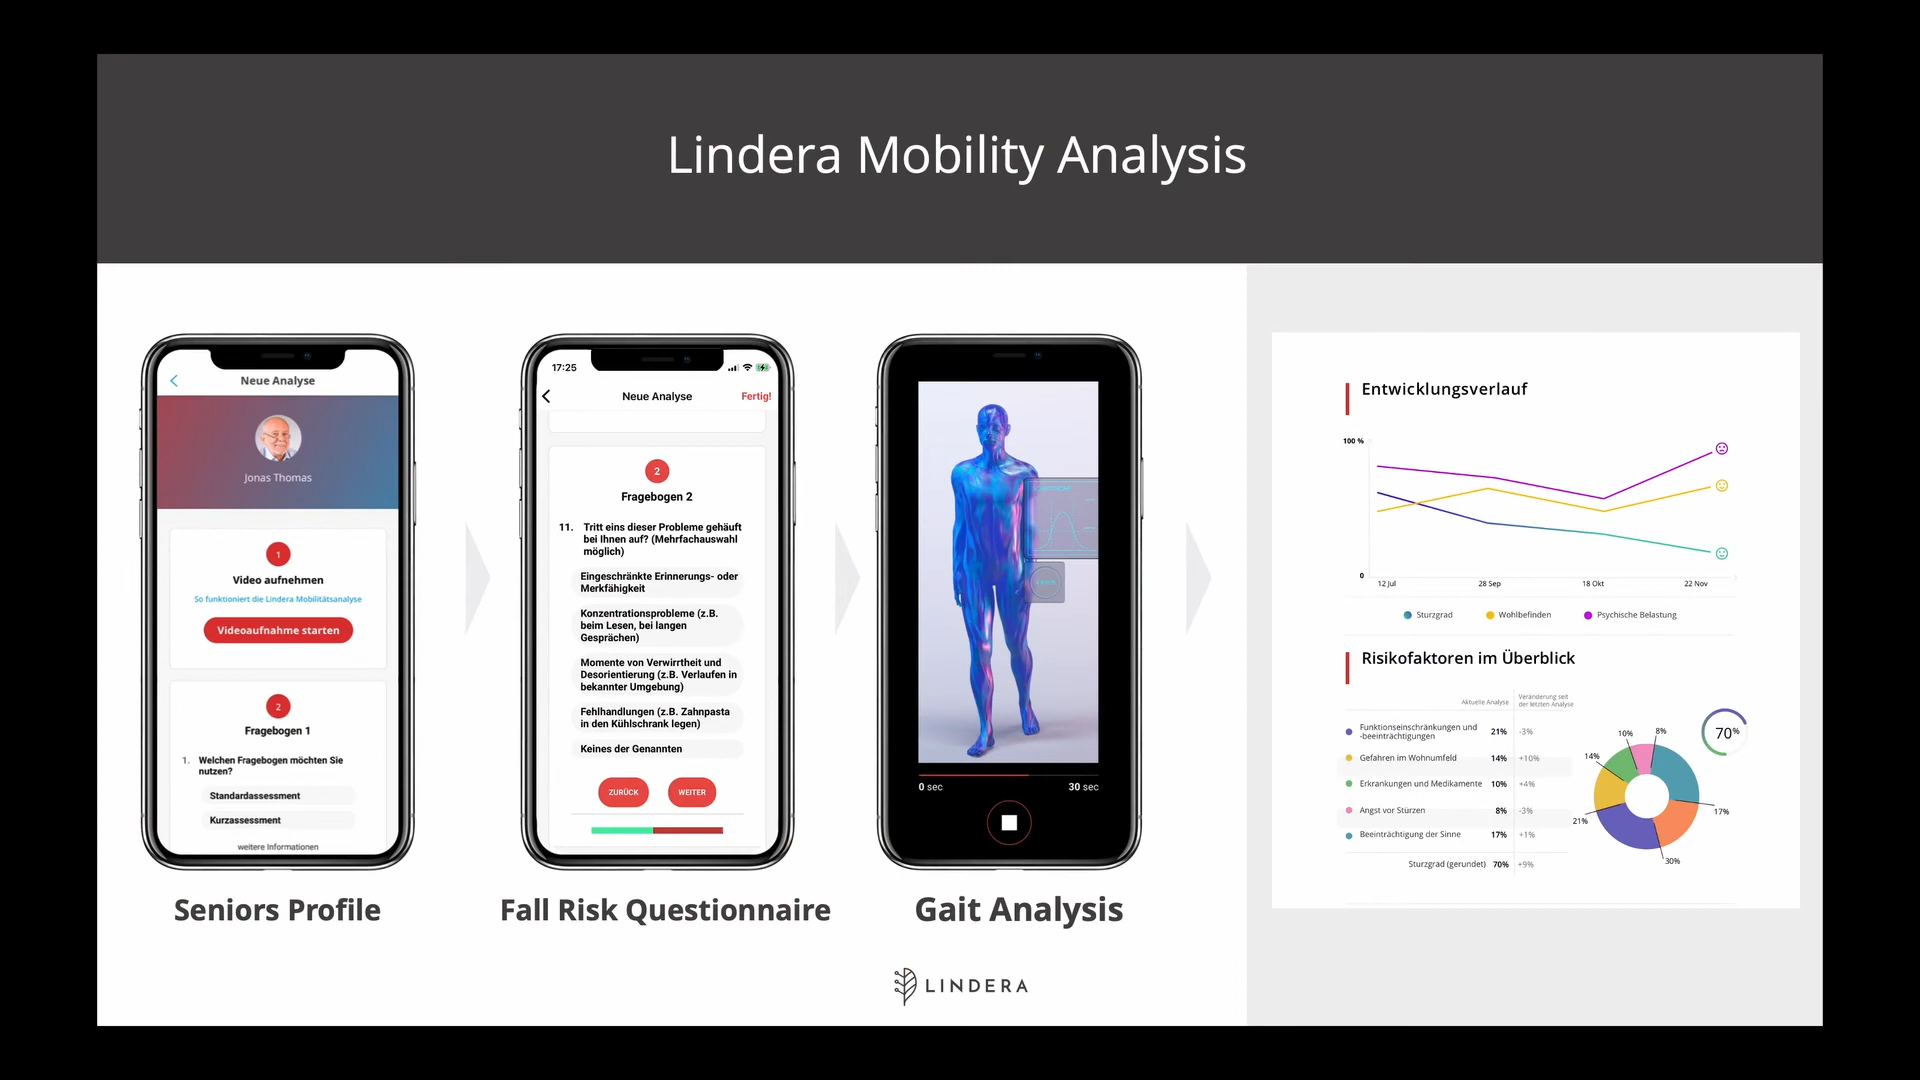 Lindera Mobility Analysis
Neue Analyse
Jonas Thomas
1
Video aufnehmen
So funktioniert die Lindera Mobilitätsanalyse
Videoaufnahme starten
2
Fragebogen 1
1. Welchen Fragebogen möchten Sie
nutzen?
Standardassessment
Kurzassessment
weitere Informationen
Seniors Profile
17:25
Neue Analyse
Fertig!
2
Fragebogen 2
11. Tritt eins dieser Probleme gehäuft
bei Ihnen auf? (Mehrfachauswahl
möglich)
Eingeschränkte Erinnerungs- oder
Merkfähigkeit
Konzentrationsprobleme (z.B.
beim Lesen, bei langen
Gesprächen)
Momente von Verwirrtheit und
Desorientierung (z.B. Verlaufen in
bekannter Umgebung)
Fehlhandlungen (z.B. Zahnpasta
in den Kühlschrank legen)
Keines der Genannten
ZURÜCK WEITER
Fall Risk Questionnaire
0 sec 30 sec
Gait Analysis
LINDERA
Entwicklungsverlauf
100 %
0
12 Jul 28 Sep 18 Okt 22 Nov
Sturzgrad Wohlbefinden Psychische Belastung
Risikofaktoren im Überblick
Aktuelle Analyse
Veränderung seit
der letzten Analyse
Funktionseinschränkungen und
-beeinträchtigungen 21% -3%
Gefahren im Wohnumfeld 14% +10%
Erkrankungen und Medikamente 10% +4%
Angst vor Stürzen 8% -3%
Beeinträchtigung der Sinne 17% +1%
Sturzgrad (gerundet) 70% +9%
10% 8%
14%
21%
17%
30%
70%